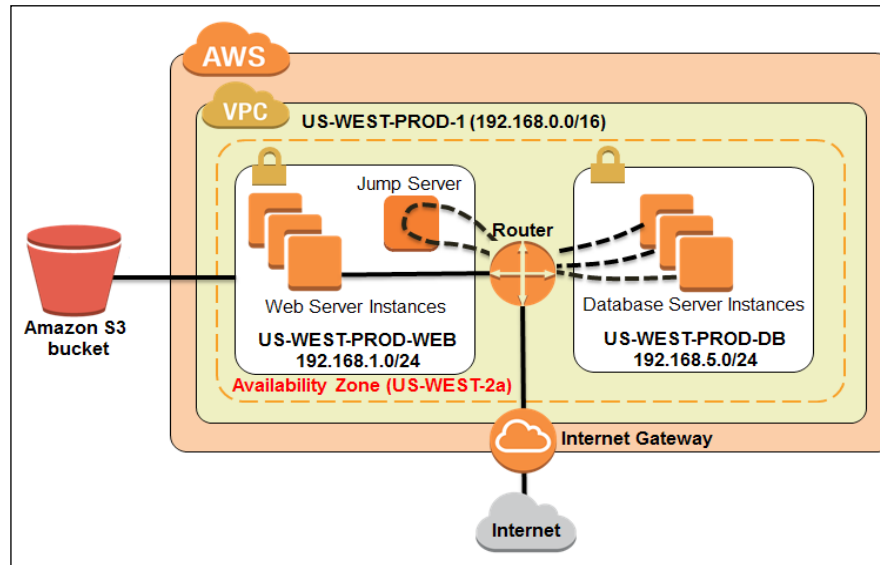 AWS
VPC
US-WEST-PROD-1 (192.168.0.0/16)
Jump Server
Router
Web Server Instances
Database Server Instances
US-WEST-PROD-WEB
192.168.1.0/24
US-WEST-PROD-DB
192.168.5.0/24
Amazon S3
bucket
Availability Zone (US-WEST-2a)
Internet Gateway
Internet